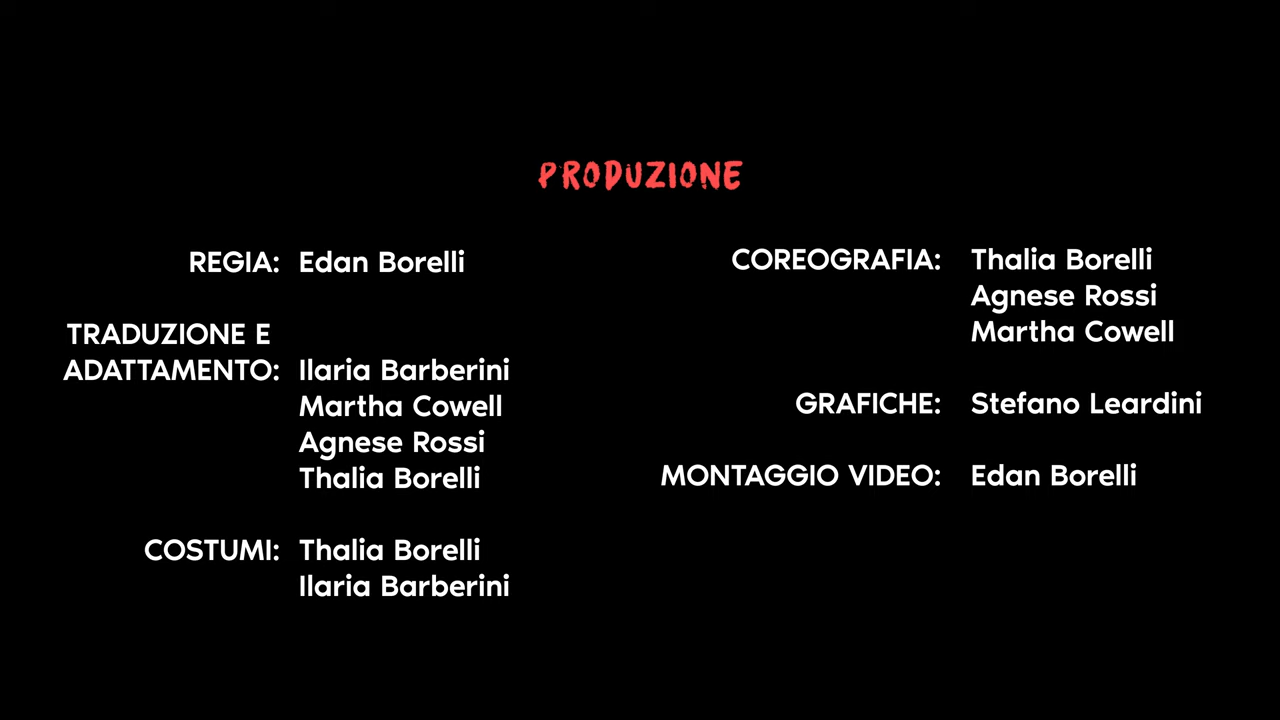 PRODUZIONE
REGIA: Edan Borelli
TRADUZIONE E
ADATTAMENTO: Ilaria Barberini
Martha Cowell
Agnese Rossi
Thalia Borelli
COSTUMI: Thalia Borelli
Ilaria Barberini
COREOGRAFIA: Thalia Borelli
Agnese Rossi
Martha Cowell
GRAFICHE: Stefano Leardini
MONTAGGIO VIDEO: Edan Borelli